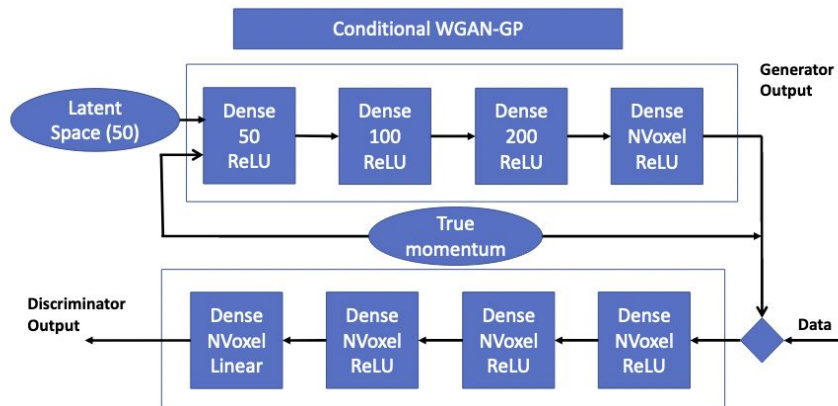 Conditional WGAN-GP
Generator
Output
Latent
Space (50)
Dense
50
ReLU
Dense
100
ReLU
Dense
200
ReLU
Dense
NVoxel
ReLU
True
momentum
Discriminator
Output
Dense
NVoxel
Linear
Dense
NVoxel
ReLU
Dense
NVoxel
ReLU
Dense
NVoxel
ReLU
Data